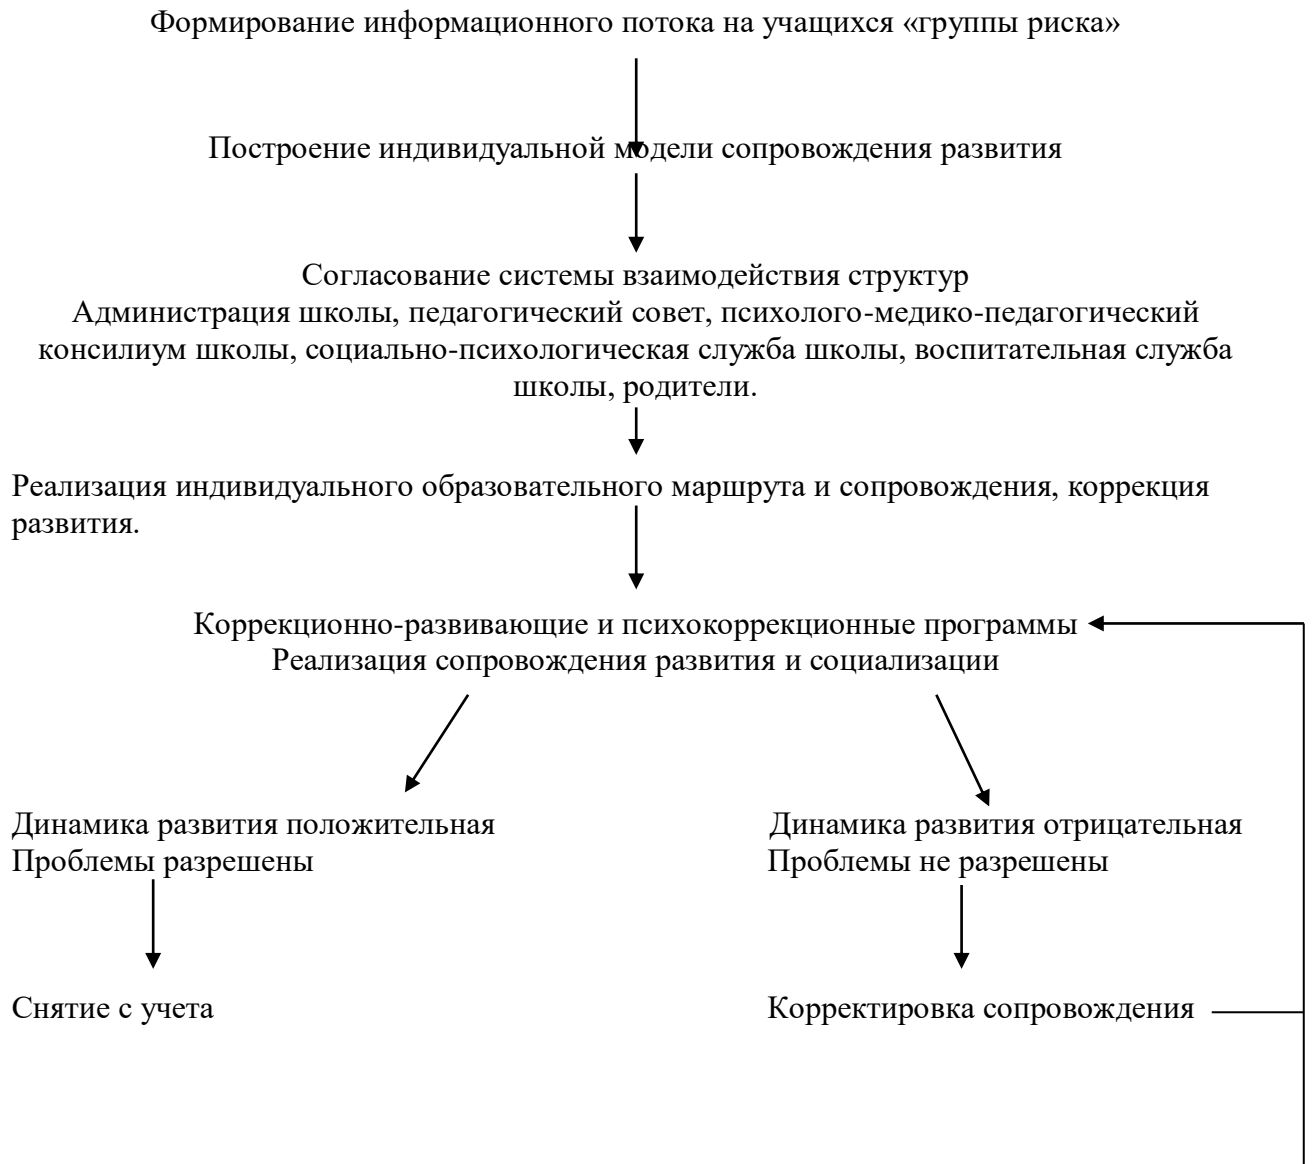 Формирование информационного потока на учащихся «группы риска»
Построение индивидуальной модели сопровождения развития
Согласование системы взаимодействия структур
Администрация школы, педагогический совет, психолого-медико-педагогический
консилиум школы, социально-психологическая служба школы, воспитательная служба
школы, родители.
Реализация индивидуального образовательного маршрута и сопровождения, коррекция
развития.
Коррекционно-развивающие и психокоррекционные программы
Реализация сопровождения развития и социализации
Динамика развития положительная
Проблемы разрешены
Динамика развития отрицательная
Проблемы не разрешены
Снятие с учета
Корректировка сопровождения